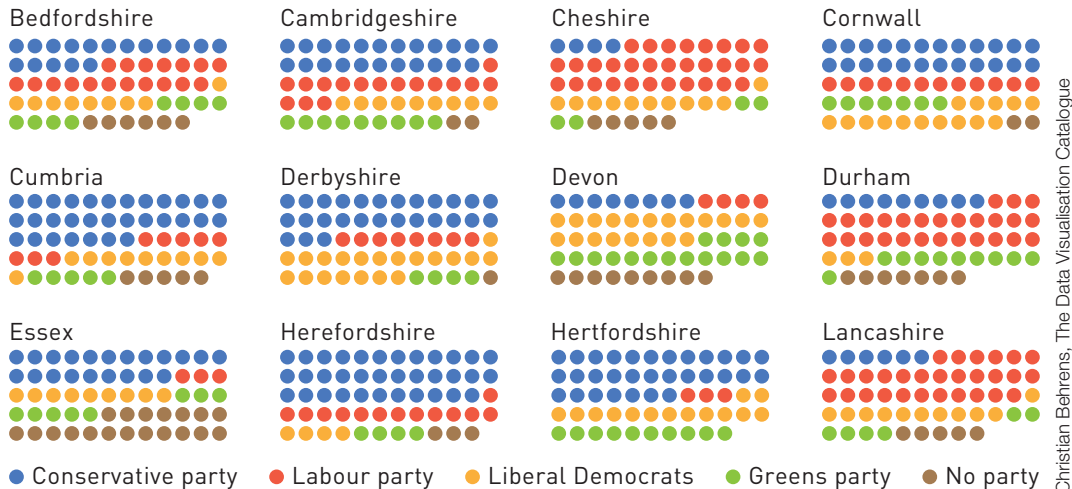 Bedfordshire
Cambridgeshire
Cheshire
Cornwall
Cumbria
Derbyshire
Devon
Durham
Essex
Herefordshire
Hertfordshire
Lancashire
Conservative party
Labour party
Liberal Democrats
Greens party
No party
Christian Behrens, The Data Visualisation Catalogue